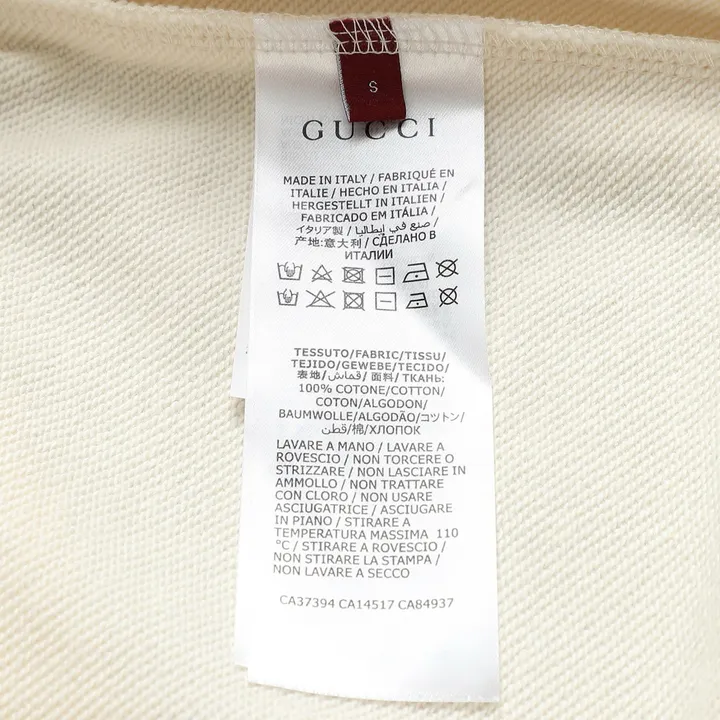 S
GUCCI
MADE IN ITALY / FABRIQUÉ EN
ITALIE / HECHO EN ITALIA /
HERGESTELLT IN ITALIEN /
FABRICADO EM ITÁLIA /
イタリア製 / صنع في إيطاليا /
产地:意大利 / СДЕЛАНО В
ИТАЛИИ
TESSUTO/FABRIC/TISSU/
TEJIDO/GEWEBE/TECIDO/
表地/قماش/ 面料/ ТКАНЬ:
100% COTONE/COTTON/
COTON/ALGODON/
BAUMWOLLE/ALGODÃO/コットン/
قطن/棉/ХЛОПОК
LAVARE A MANO / LAVARE A
ROVESCIO / NON TORCERE O
STRIZZARE / NON LASCIARE IN
AMMOLLO / NON TRATTARE
CON CLORO / NON USARE
ASCIUGATRICE / ASCIUGARE
IN PIANO / STIRARE A
TEMPERATURA MASSIMA 110
°C / STIRARE A ROVESCIO /
NON STIRARE LA STAMPA /
NON LAVARE A SECCO
CA37394 CA14517 CA84937